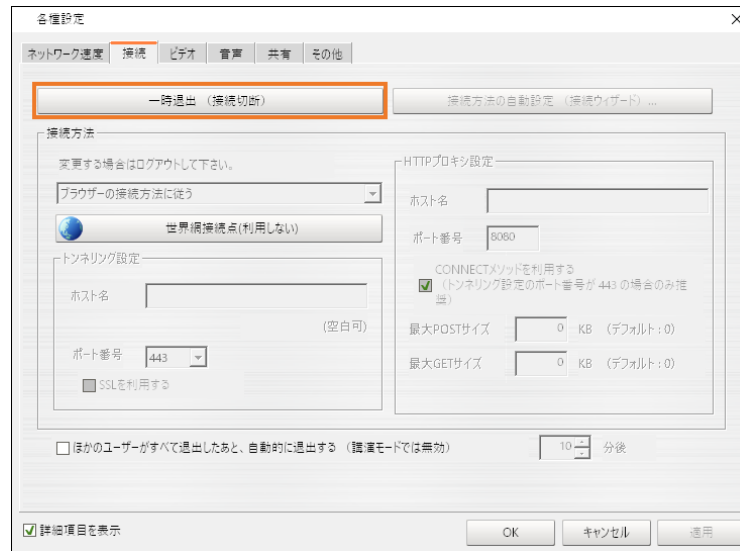 各種設定
ネットワーク速度 接続 ビデオ 音声 共有 その他
一時退出 (接続切断)
接続方法の自動設定 (接続ウィザード) ...
接続方法
変更する場合はログアウトして下さい。
ブラウザーの接続方法に従う
世界網接続点(利用しない)
トンネリング設定
ホスト名
(空白可)
ポート番号 443
SSLを利用する
HTTPプロキシ設定
ホスト名
ポート番号 8080
CONNECTメソッドを利用する
(トンネリング設定のポート番号が 443 の場合のみ推
奨)
最大POSTサイズ 0 KB (デフォルト : 0)
最大GETサイズ 0 KB (デフォルト : 0)
ほかのユーザーがすべて退出したあと、自動的に退出する (講演モードでは無効) 10 分後
詳細項目を表示
OK キャンセル 適用